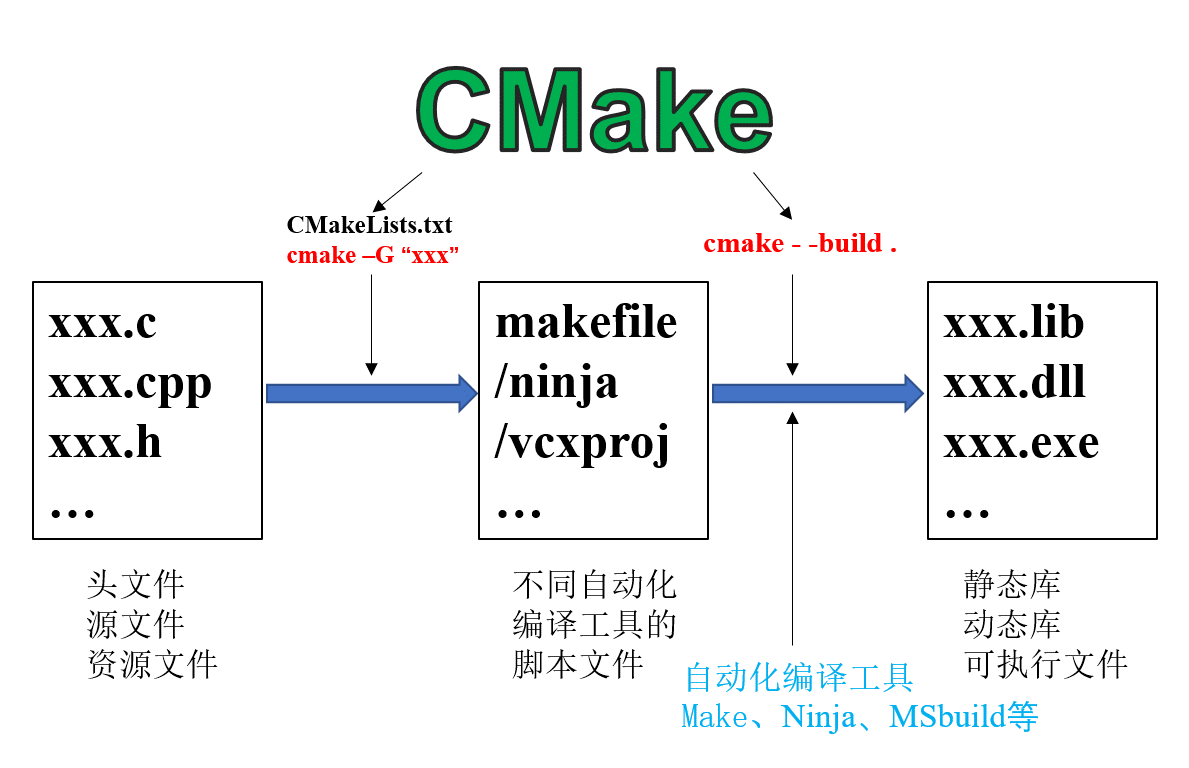 CMake
CMakeLists.txt
cmake –G “xxx”
cmake - -build .
xxx.c
xxx.cpp
xxx.h
…
makefile
/ninja
/vcxproj
…
xxx.lib
xxx.dll
xxx.exe
…
头文件
源文件
资源文件
不同自动化
编译工具的
脚本文件
静态库
动态库
可执行文件
自动化编译工具
Make、Ninja、MSbuild等